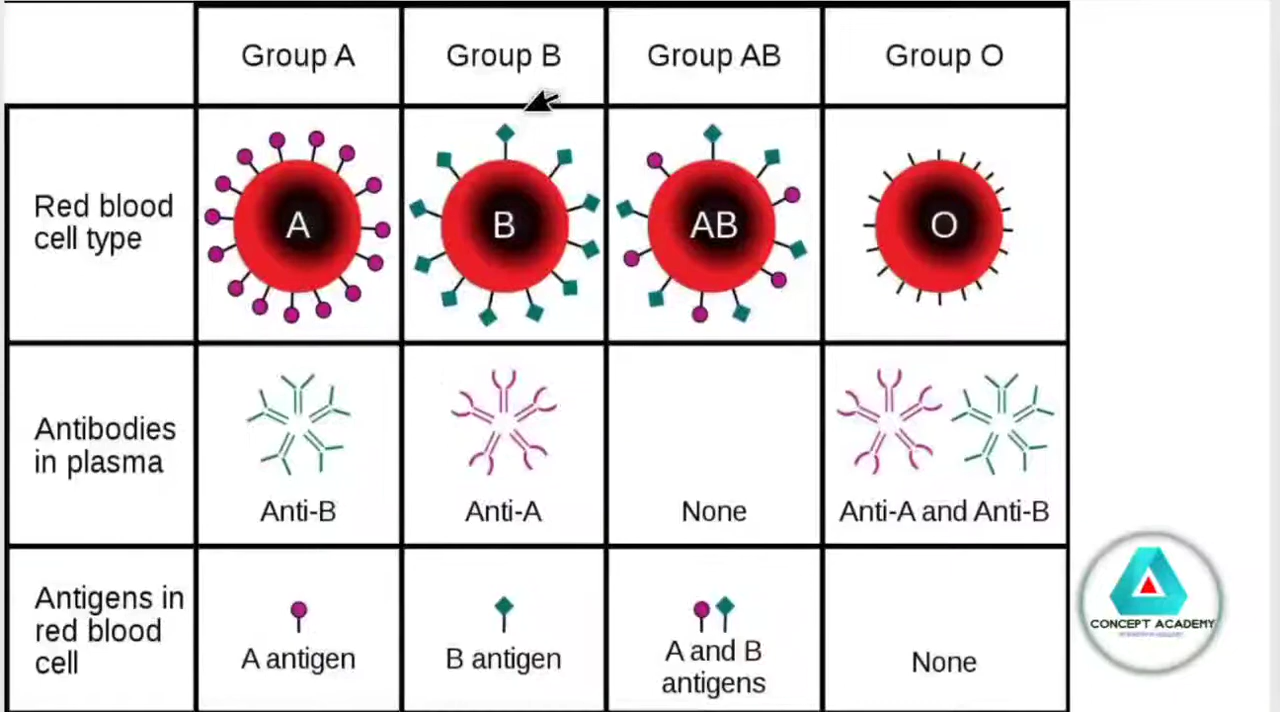 Group A
Group B
Group AB
Group O
Red blood
cell type
A
B
AB
O
Antibodies
in plasma
Anti-B
Anti-A
None
Anti-A and Anti-B
Antigens in
red blood
cell
A antigen
B antigen
A and B
antigens
None
CONCEPT ACADEMY